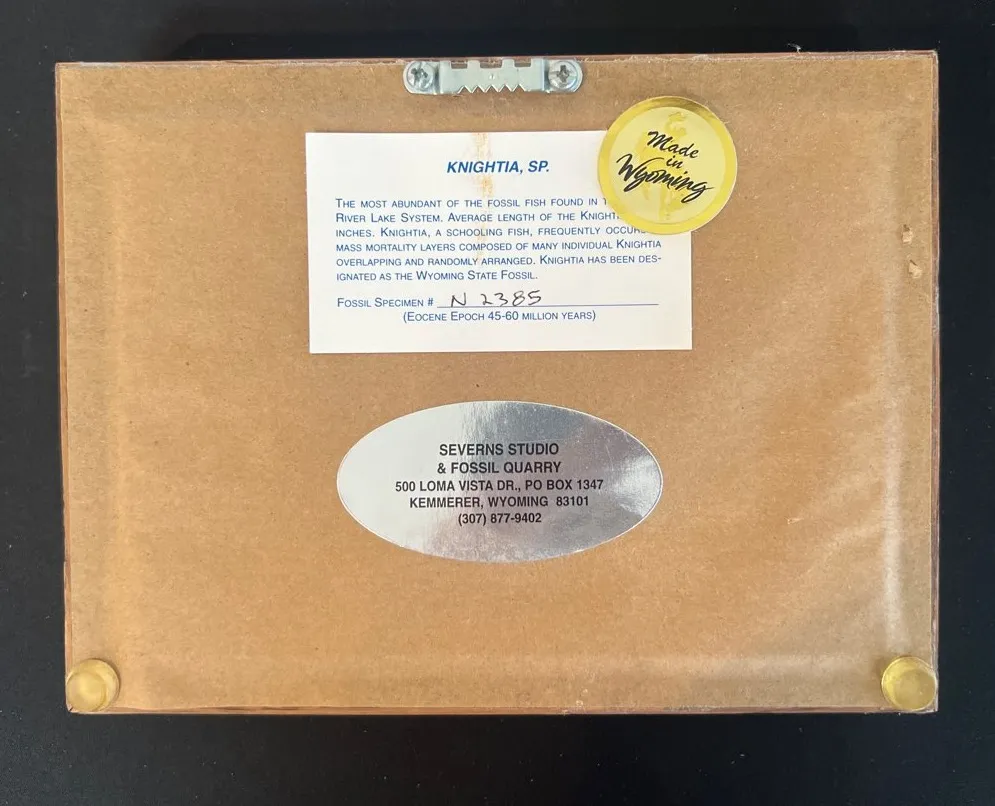 KNIGHTIA, SP.
Made
in
Wyoming
THE MOST ABUNDANT OF THE FOSSIL FISH FOUND IN
RIVER LAKE SYSTEM. AVERAGE LENGTH OF THE
INCHES. KNIGHTIA, A SCHOOLING FISH, FREQUENTLY
MASS MORTALITY LAYERS COMPOSED OF MANY INDIVIDUAL KNIGHTIA
OVERLAPPING AND RANDOMLY ARRANGED. KNIGHTIA HAS BEEN DES-
IGNATED AS THE WYOMING STATE FOSSIL.
FOSSIL SPECIMEN # N 2385
(EOCENE EPOCH 45-60 MILLION YEARS)
SEVERNS STUDIO
& FOSSIL QUARRY
500 LOMA VISTA DR., PO BOX 1347
KEMMERER, WYOMING 83101
(307) 877-9402